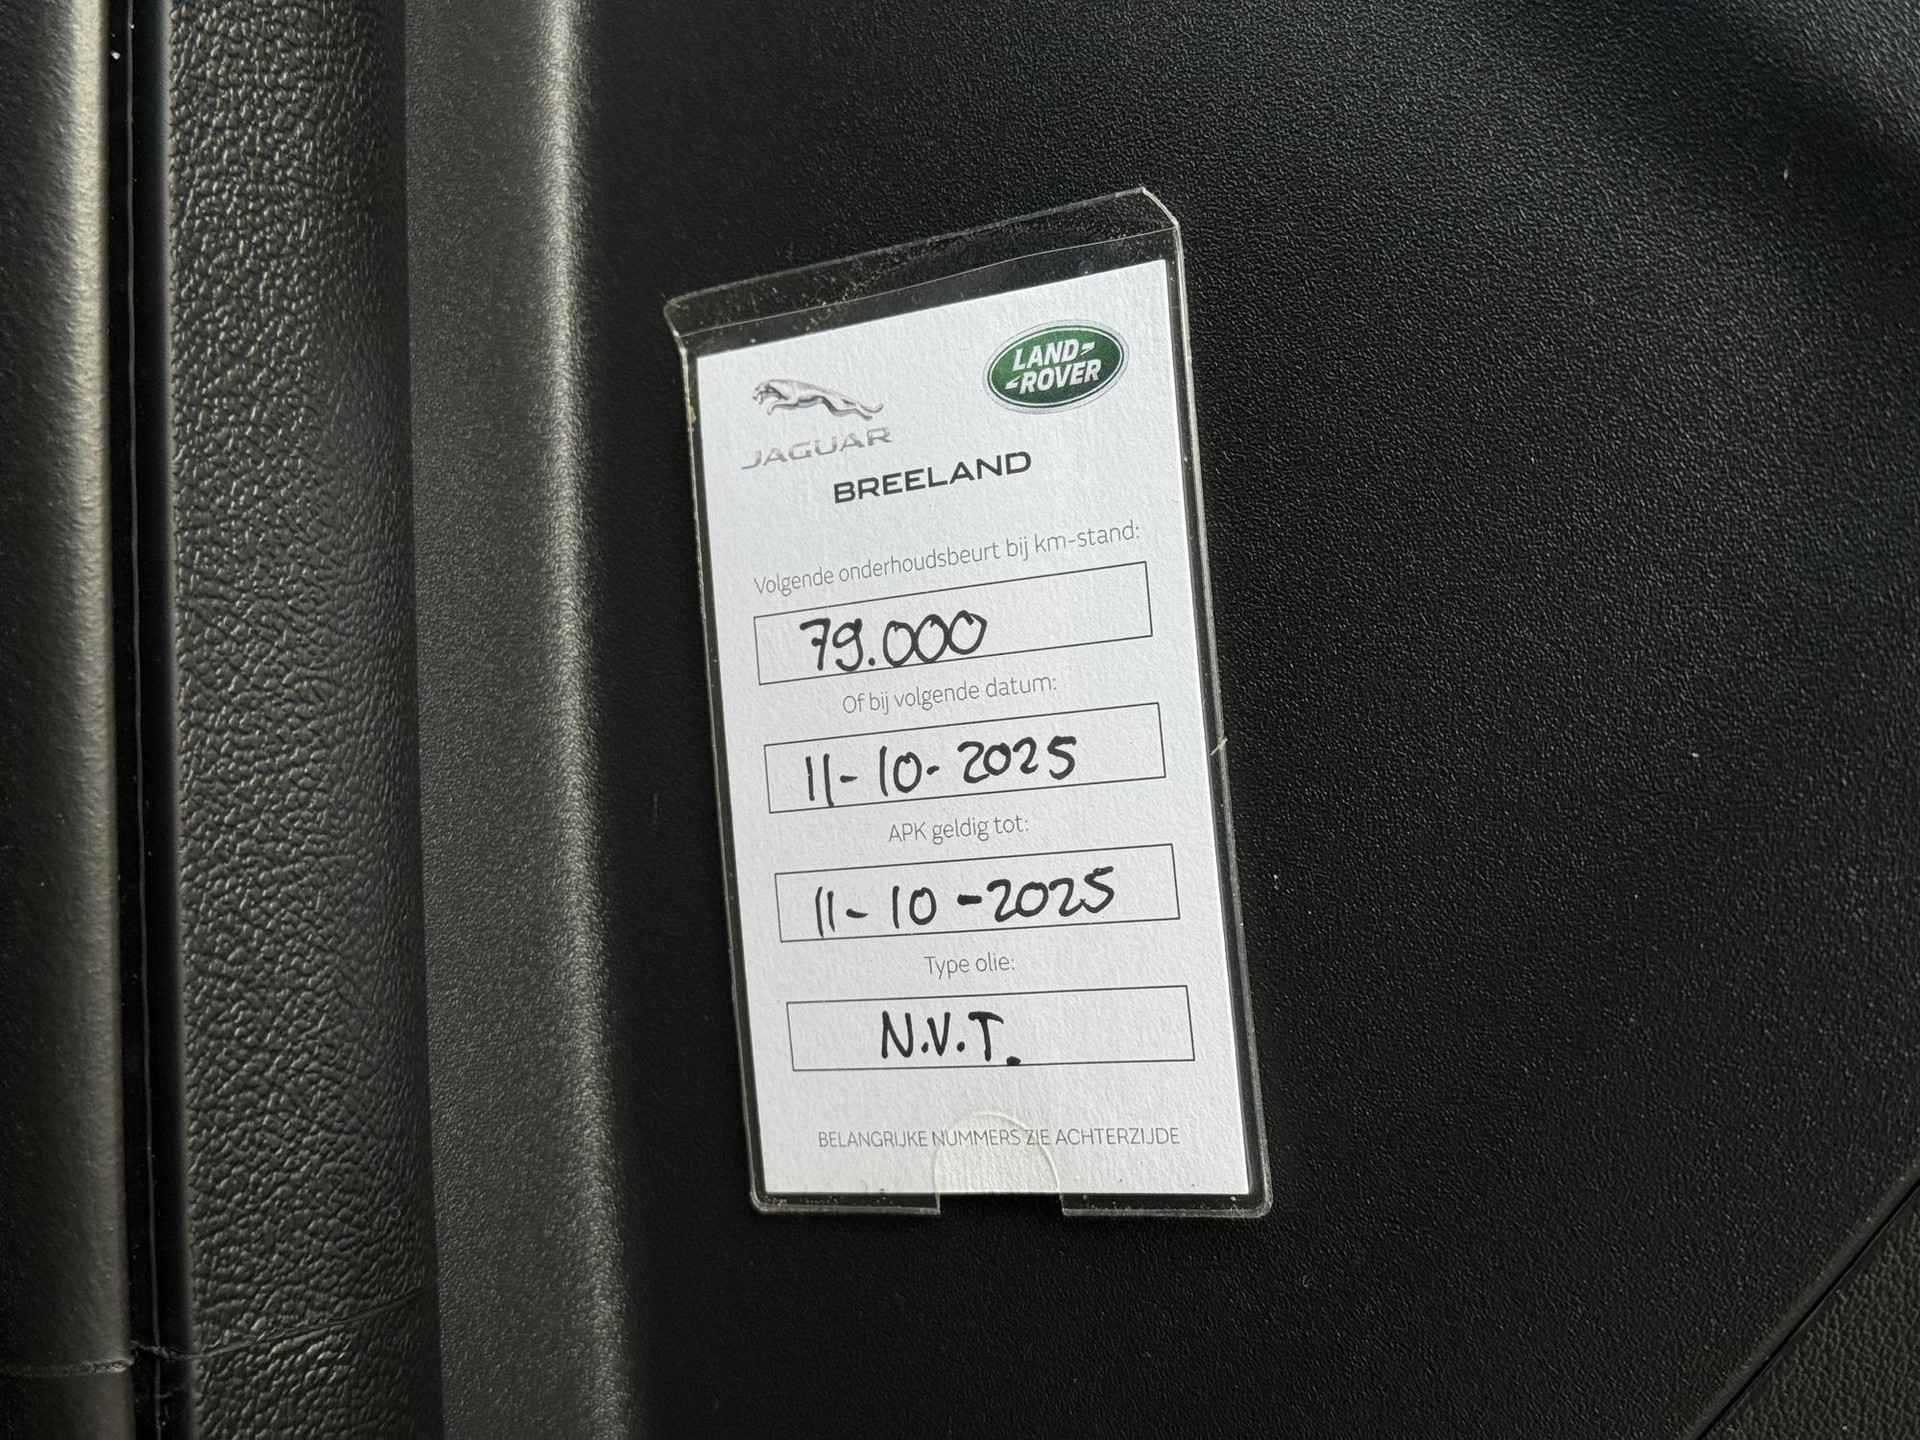 LAND-
-ROVER
JAGUAR
BREELAND
Volgende onderhoudsbeurt bij km-stand:
79.000
Of bij volgende datum:
11-10-2025
APK geldig tot:
11-10-2025
Type olie:
N.V.T.
BELANGRIJKE NUMMERS ZIE ACHTERZIJDE